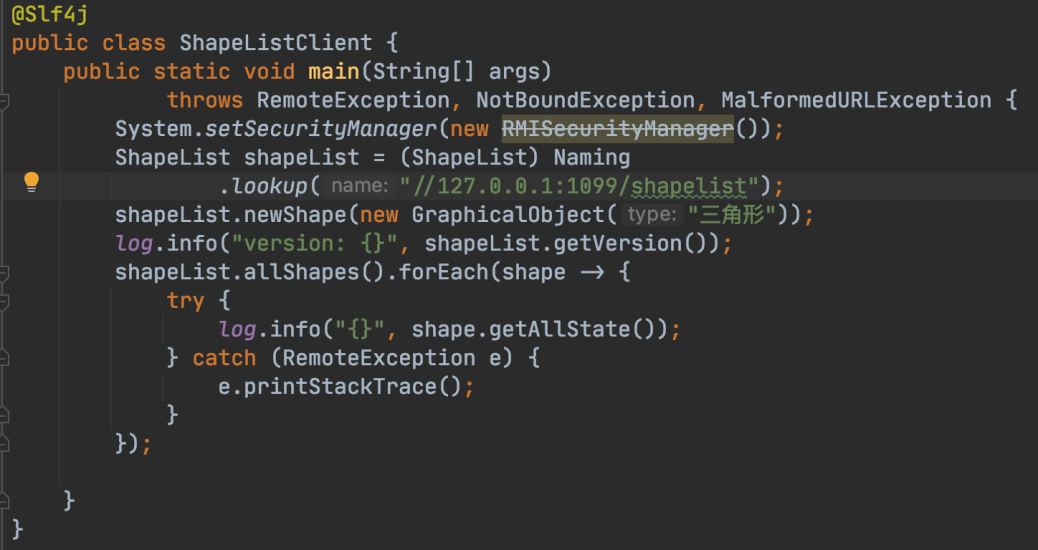 @Slf4j
public class ShapeListClient {
    public static void main(String[] args)
            throws RemoteException, NotBoundException, MalformedURLException {
        System.setSecurityManager(new RMISecurityManager());
        ShapeList shapeList = (ShapeList) Naming
                .lookup( name: "//127.0.0.1:1099/shapelist");
        shapeList.newShape(new GraphicalObject( type: "三角形"));
        log.info("version: {}", shapeList.getVersion());
        shapeList.allShapes().forEach(shape -> {
            try {
                log.info("{}", shape.getAllState());
            } catch (RemoteException e) {
                e.printStackTrace();
            }
        });
    }
}